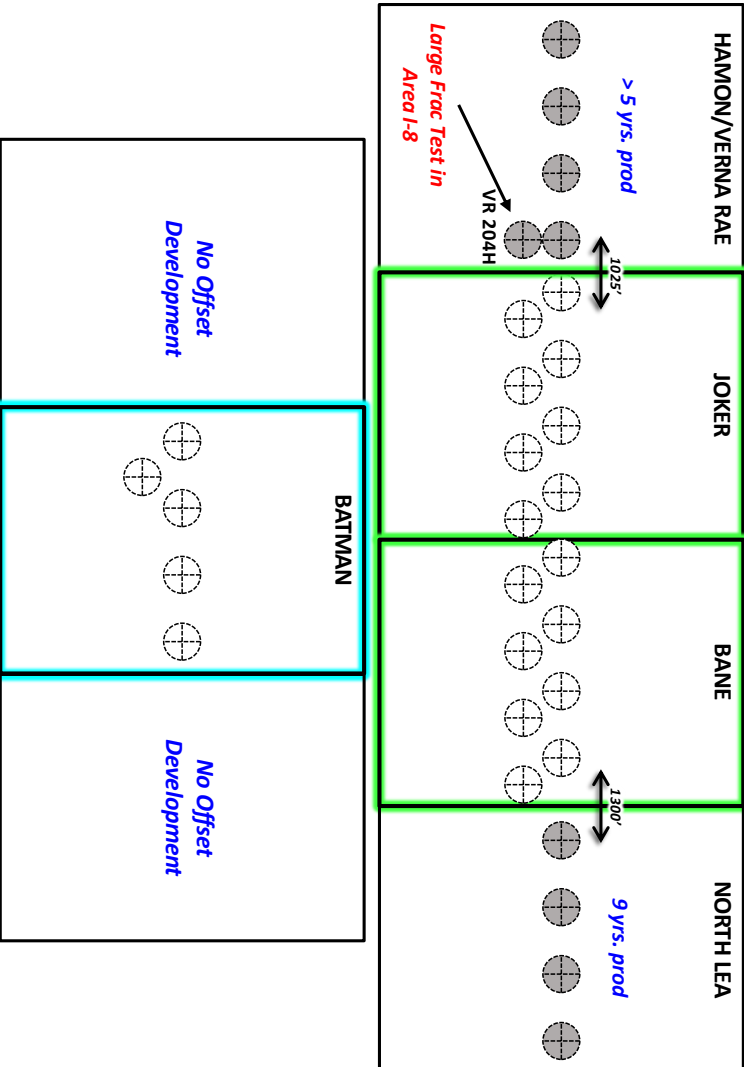 HAMON/VERNA RAE
JOKER
BANE
NORTH LEA
> 5 yrs. prod
1025'
1300'
9 yrs. prod
Large Frac Test in
Area I-8
VR 204H
BATMAN
No Offset
Development
No Offset
Development